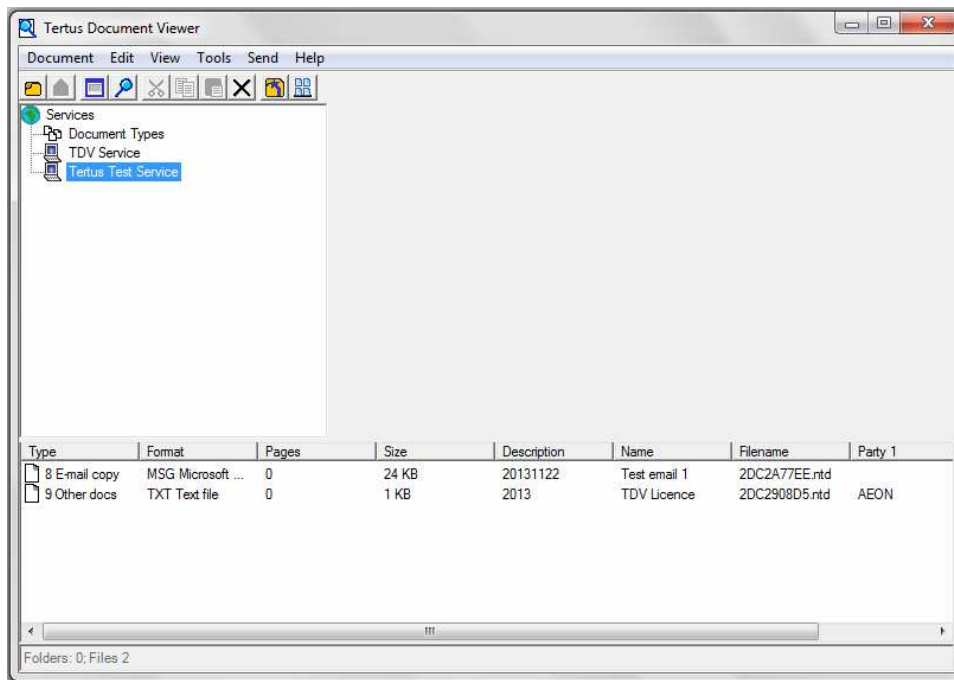 Tertus Document Viewer
Document Edit View Tools Send Help
Services
Document Types
TDV Service
Tertus Test Service
Type Format Pages Size Description Name Filename Party 1
8 E-mail copy MSG Microsoft ... 0 24 KB 20131122 Test email 1 2DC2A77EE.ntd
9 Other docs TXT Text file 0 1 KB 2013 TDV Licence 2DC2908D5.ntd AEON
Folders: 0; Files 2